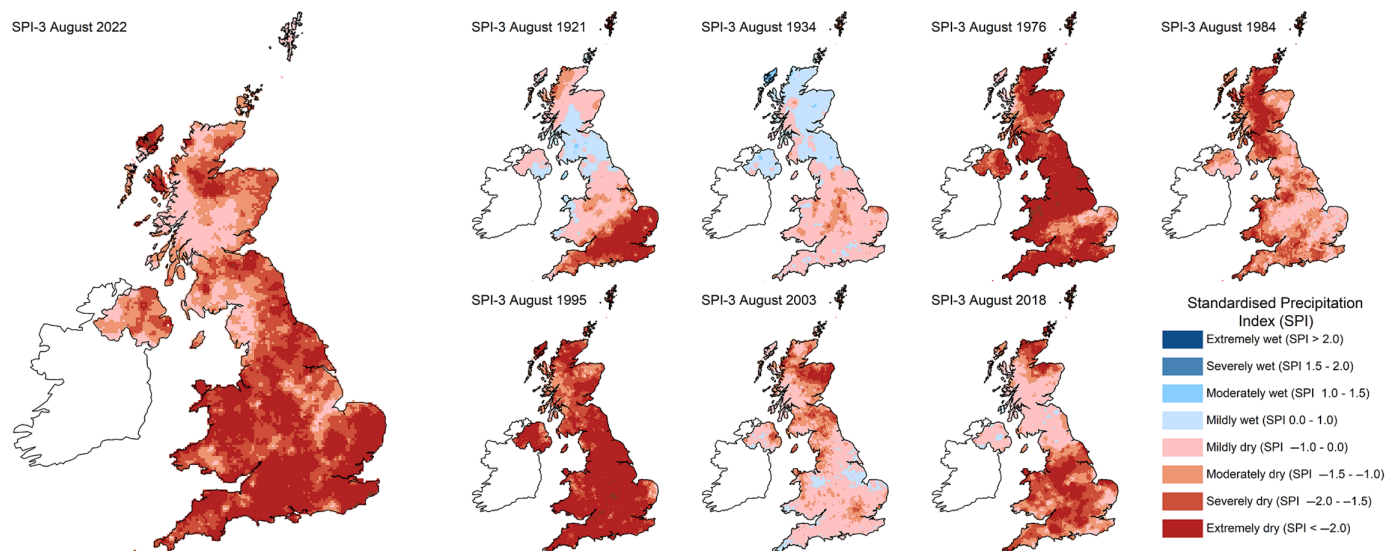 SPI-3 August 2022
SPI-3 August 1921
SPI-3 August 1934
SPI-3 August 1976
SPI-3 August 1984
SPI-3 August 1995
SPI-3 August 2003
SPI-3 August 2018
Standardised Precipitation
Index (SPI)
Extremely wet (SPI > 2.0)
Severely wet (SPI 1.5 - 2.0)
Moderately wet (SPI 1.0 - 1.5)
Mildly wet (SPI 0.0 - 1.0)
Mildly dry (SPI –1.0 - 0.0)
Moderately dry (SPI –1.5 - –1.0)
Severely dry (SPI –2.0 - –1.5)
Extremely dry (SPI < –2.0)